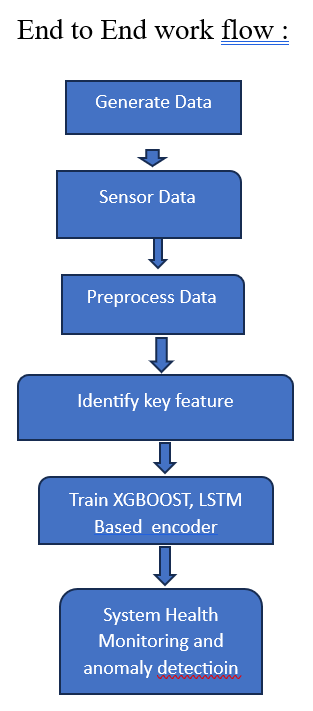 End to End work flow :
Generate Data
Sensor Data
Preprocess Data
Identify key feature
Train XGBOOST, LSTM
Based encoder
System Health
Monitoring and
anomaly detectioin